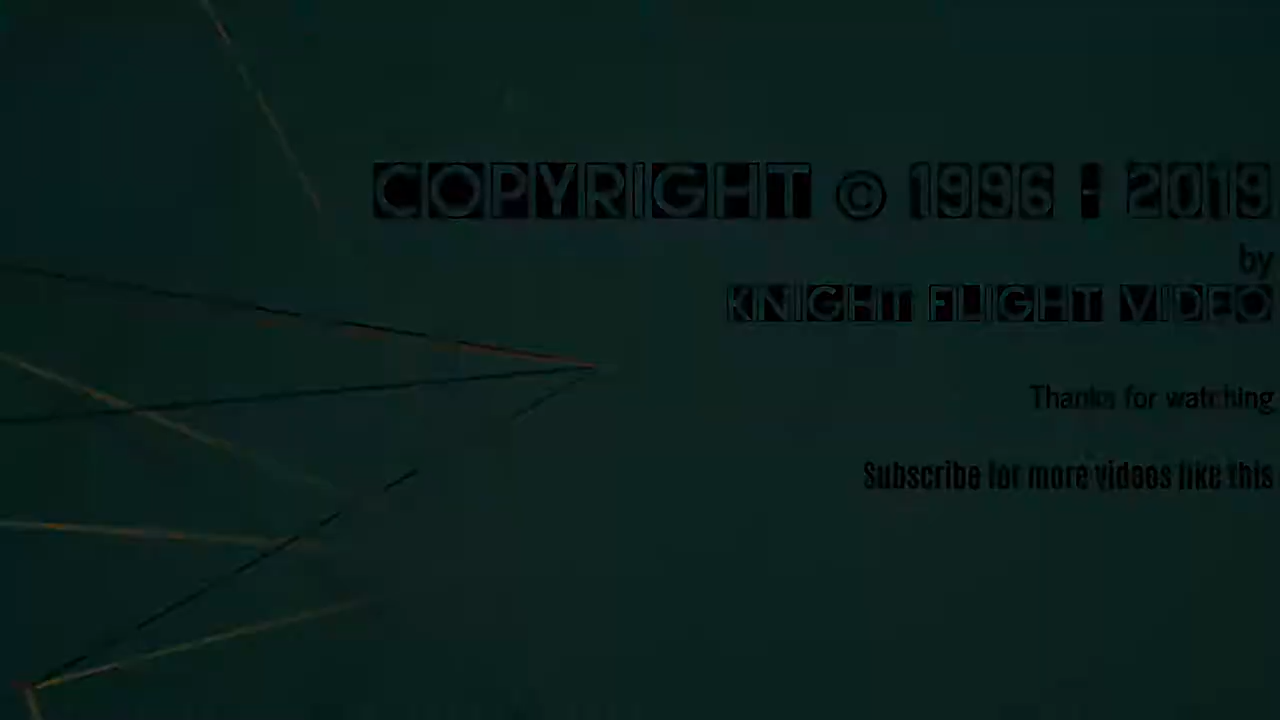 COPYRIGHT © 1996 - 2019
by
KNIGHT FLIGHT VIDEO
Thanks for watching
Subscribe for more videos like this